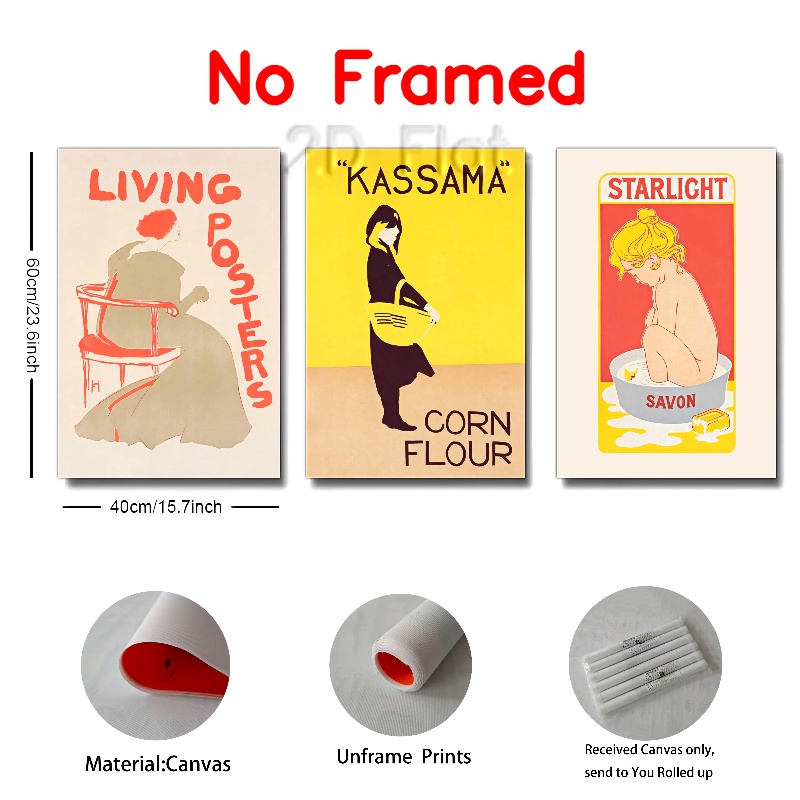 No Framed
2D Flat
LIVING
POSTERS
H
"KASSAMA"
CORN
FLOUR
STARLIGHT
SAVON
60cm/23.6inch
40cm/15.7inch
Material:Canvas
Unframe Prints
Received Canvas only,
send to You Rolled up